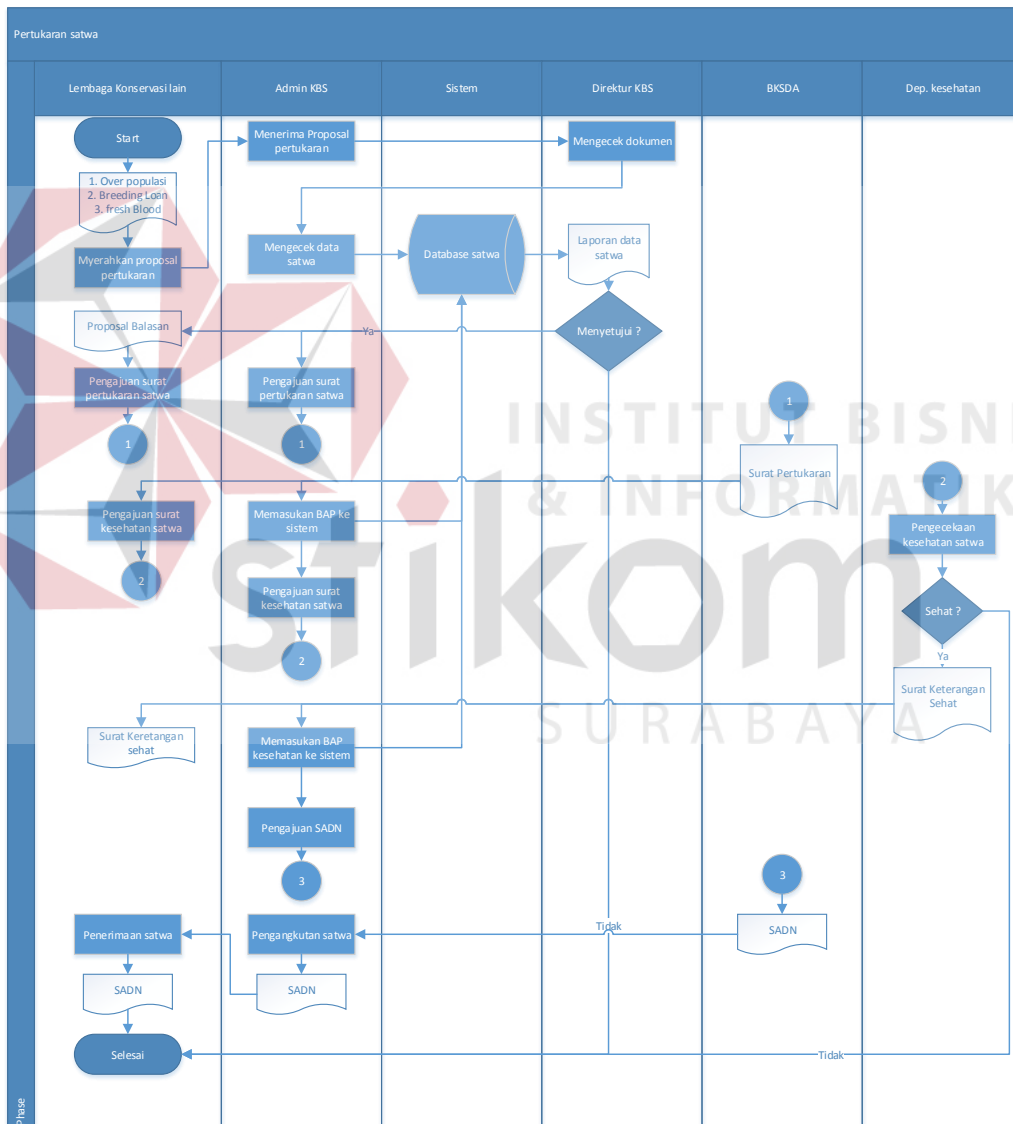 Pertukaran satwa
Lembaga Konservasi lain
Admin KBS
Sistem
Direktur KBS
BKSDA
Dep. kesehatan
Start
Menerima Proposal
pertukaran
Mengecek dokumen
1. Over populasi
2. Breeding Loan
3. fresh Blood
Myerahkan proposal
pertukaran
Mengecek data
satwa
Database satwa
Laporan data
satwa
Proposal Balasan
Ya
Menyetujui ?
Pengajuan surat
pertukaran satwa
Pengajuan surat
pertukaran satwa
1
1
1
INSTITUT BISNI
Surat Pertukaran
2
& INFORMATIK
Pengajuan surat
kesehatan satwa
Memasukan BAP ke
sistem
Pengecekaan
kesehatan satwa
2
Pengajuan surat
kesehatan satwa
stikom
Sehat ?
2
Ya
Surat Keterangan
Sehat
SURABAYA
Surat Keretangan
sehat
Memasukan BAP
kesehatan ke sistem
Pengajuan SADN
3
3
Penerimaan satwa
Pengangkutan satwa
Tidak
SADN
SADN
SADN
Selesai
Tidak
Phase